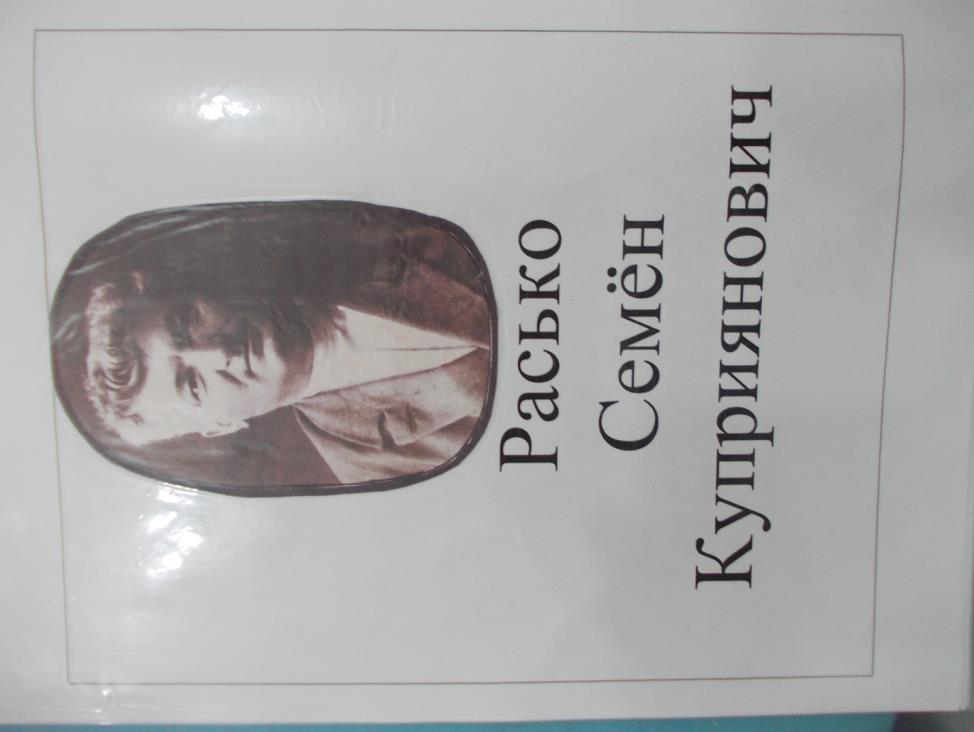 Расько
Семён
Куприянович